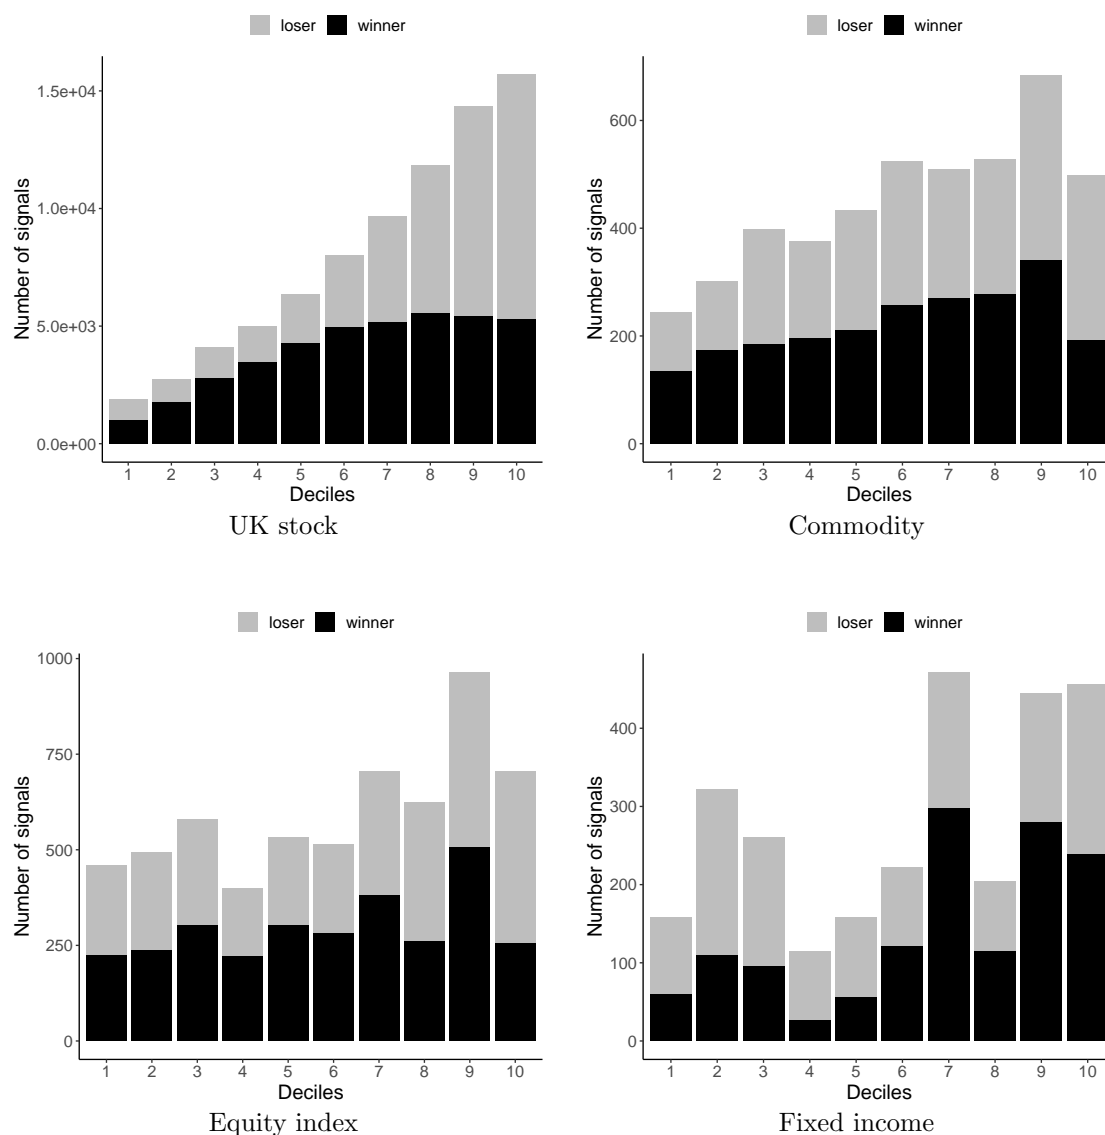 loser winner
Number of signals
1.5e+04
1.0e+04
5.0e+03
0.0e+00
1 2 3 4 5 6 7 8 9 10
Deciles
UK stock
loser winner
Number of signals
600
400
200
0
1 2 3 4 5 6 7 8 9 10
Deciles
Commodity
loser winner
Number of signals
1000
750
500
250
0
1 2 3 4 5 6 7 8 9 10
Deciles
Equity index
loser winner
Number of signals
400
300
200
100
0
1 2 3 4 5 6 7 8 9 10
Deciles
Fixed income